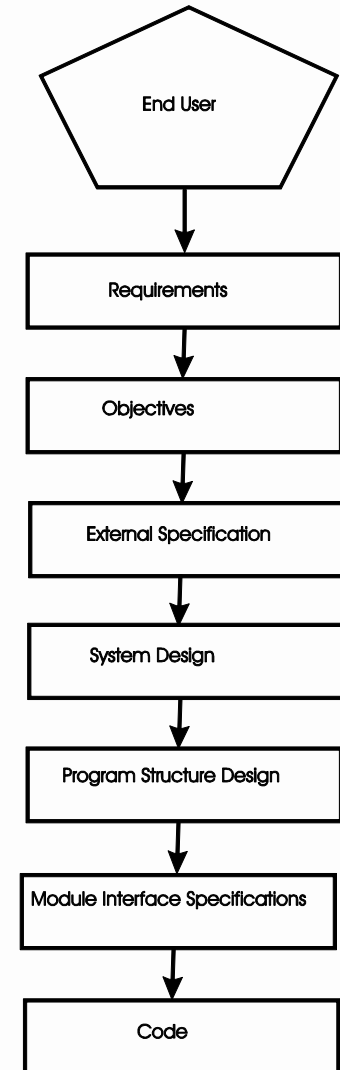 End User
Requirements
Objectives
External Specification
System Design
Program Structure Design
Module Interface Specifications
Code